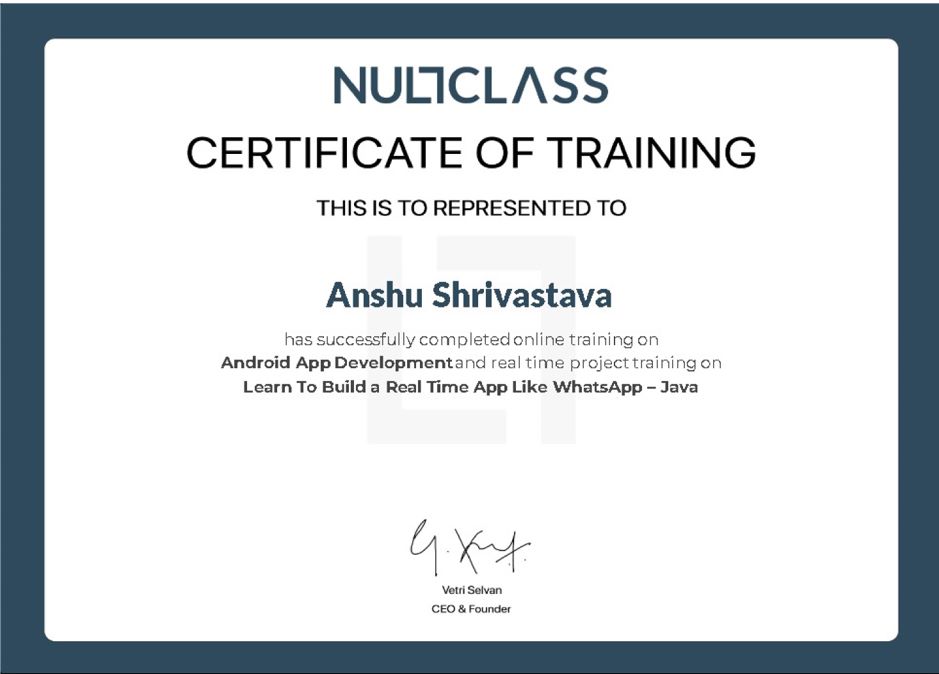 NULLCLASS
CERTIFICATE OF TRAINING
THIS IS TO REPRESENTED TO
Anshu Shrivastava
has successfully completed online training on
Android App Development and real time project training on
Learn To Build a Real Time App Like WhatsApp – Java
Vetri Selvan
CEO & Founder